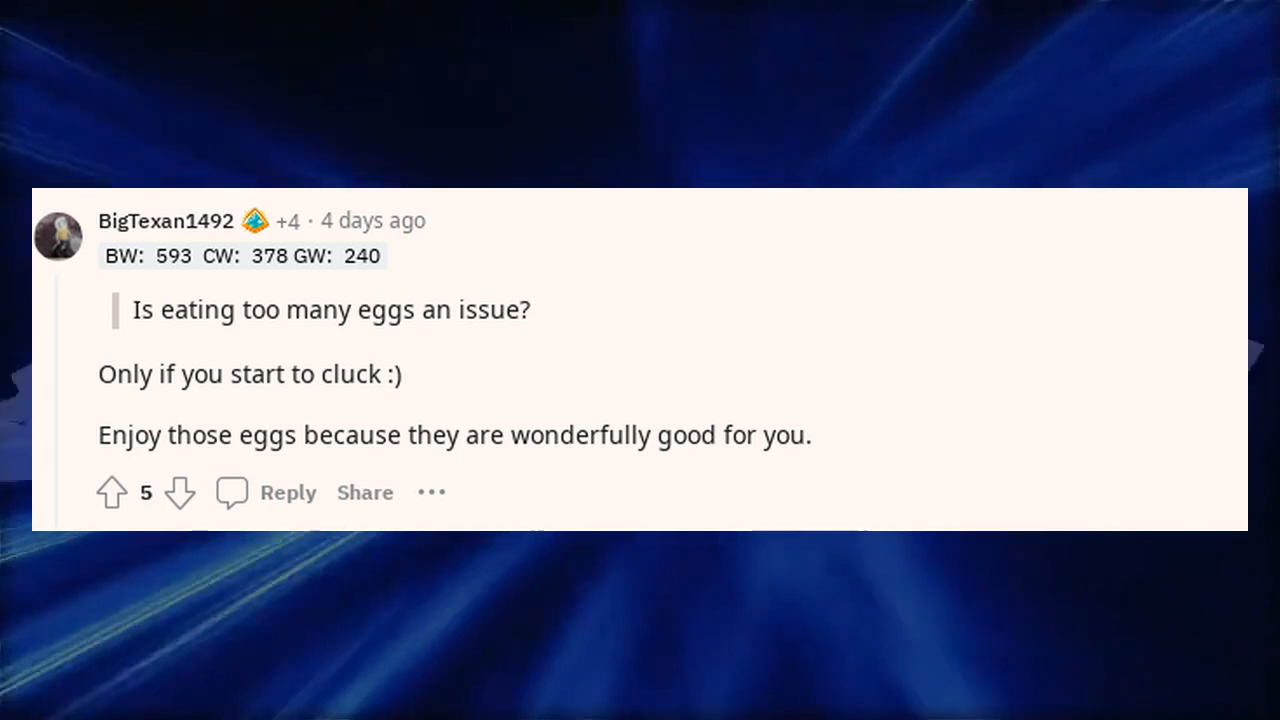 BigTexan1492 +4 · 4 days ago
BW: 593 CW: 378 GW: 240
Is eating too many eggs an issue?
Only if you start to cluck :)
Enjoy those eggs because they are wonderfully good for you.
5 Reply Share ···